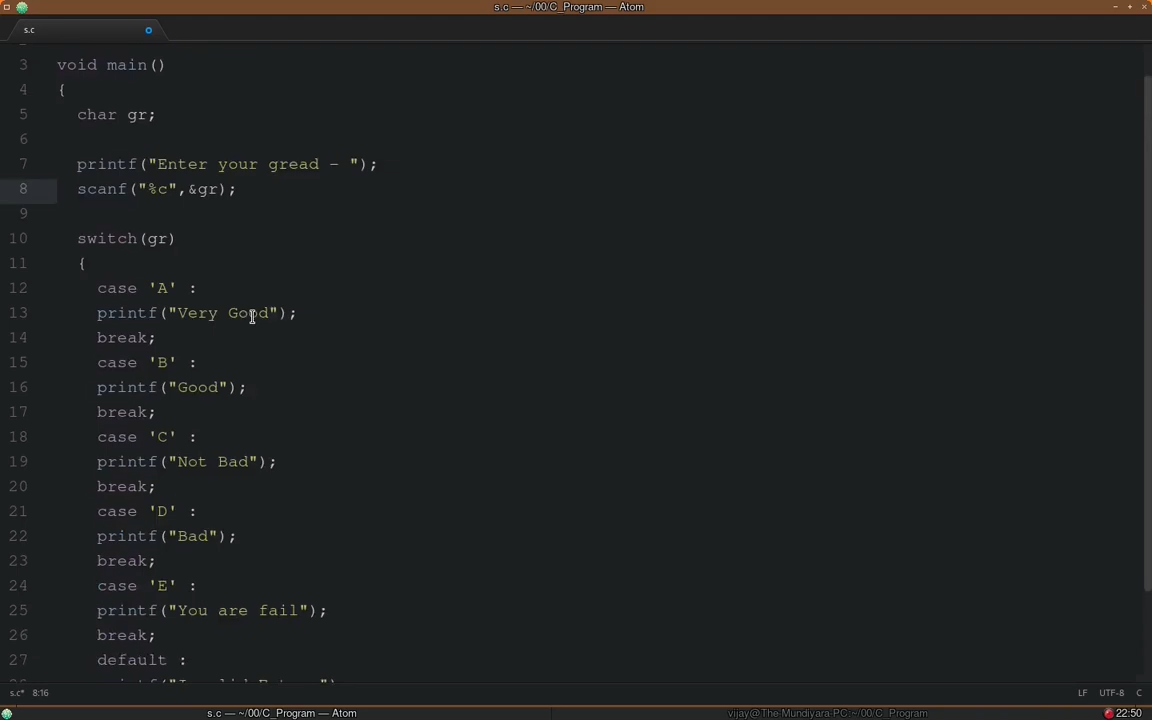 s.c — ~/00/C_Program — Atom
s.c
3 void main()
4 {
5 char gr;
6
7 printf("Enter your gread - ");
8 scanf("%c",&gr);
9
10 switch(gr)
11 {
12 case 'A' :
13 printf("Very Good");
14 break;
15 case 'B' :
16 printf("Good");
17 break;
18 case 'C' :
19 printf("Not Bad");
20 break;
21 case 'D' :
22 printf("Bad");
23 break;
24 case 'E' :
25 printf("You are fail");
26 break;
27 default :
s.c* 8:16 LF UTF-8 C
s.c — ~/00/C_Program — Atom vijay@The-Mundiyara-PC:~/00/C_Program 22:50